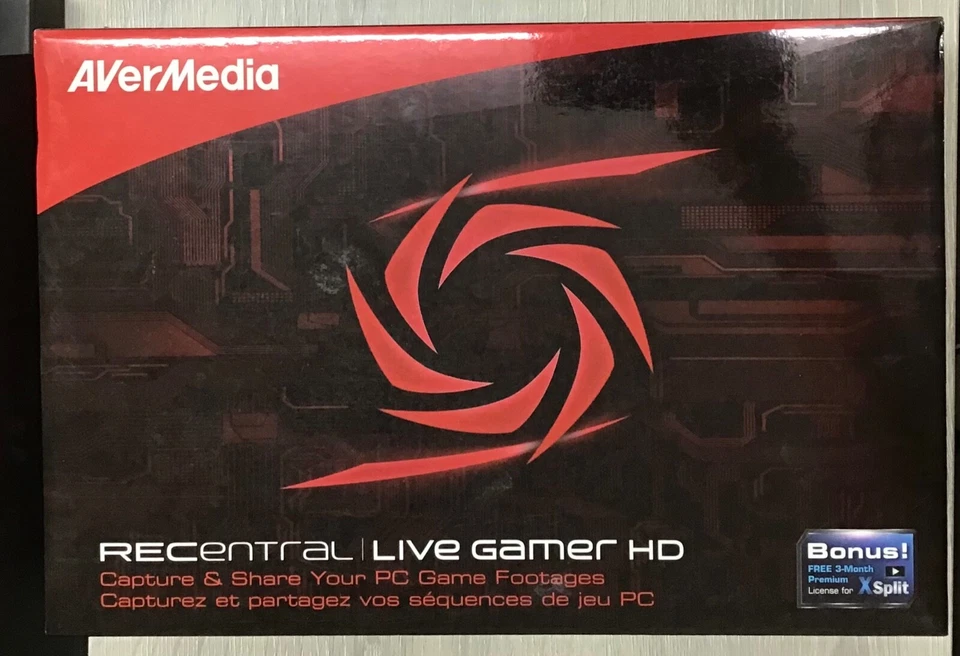 AVerMedia
RECentral | Live Gamer HD
Capture & Share Your PC Game Footages
Capturez et partagez vos séquences de jeu PC
Bonus!
FREE 3-Month
Premium
License for XSplit